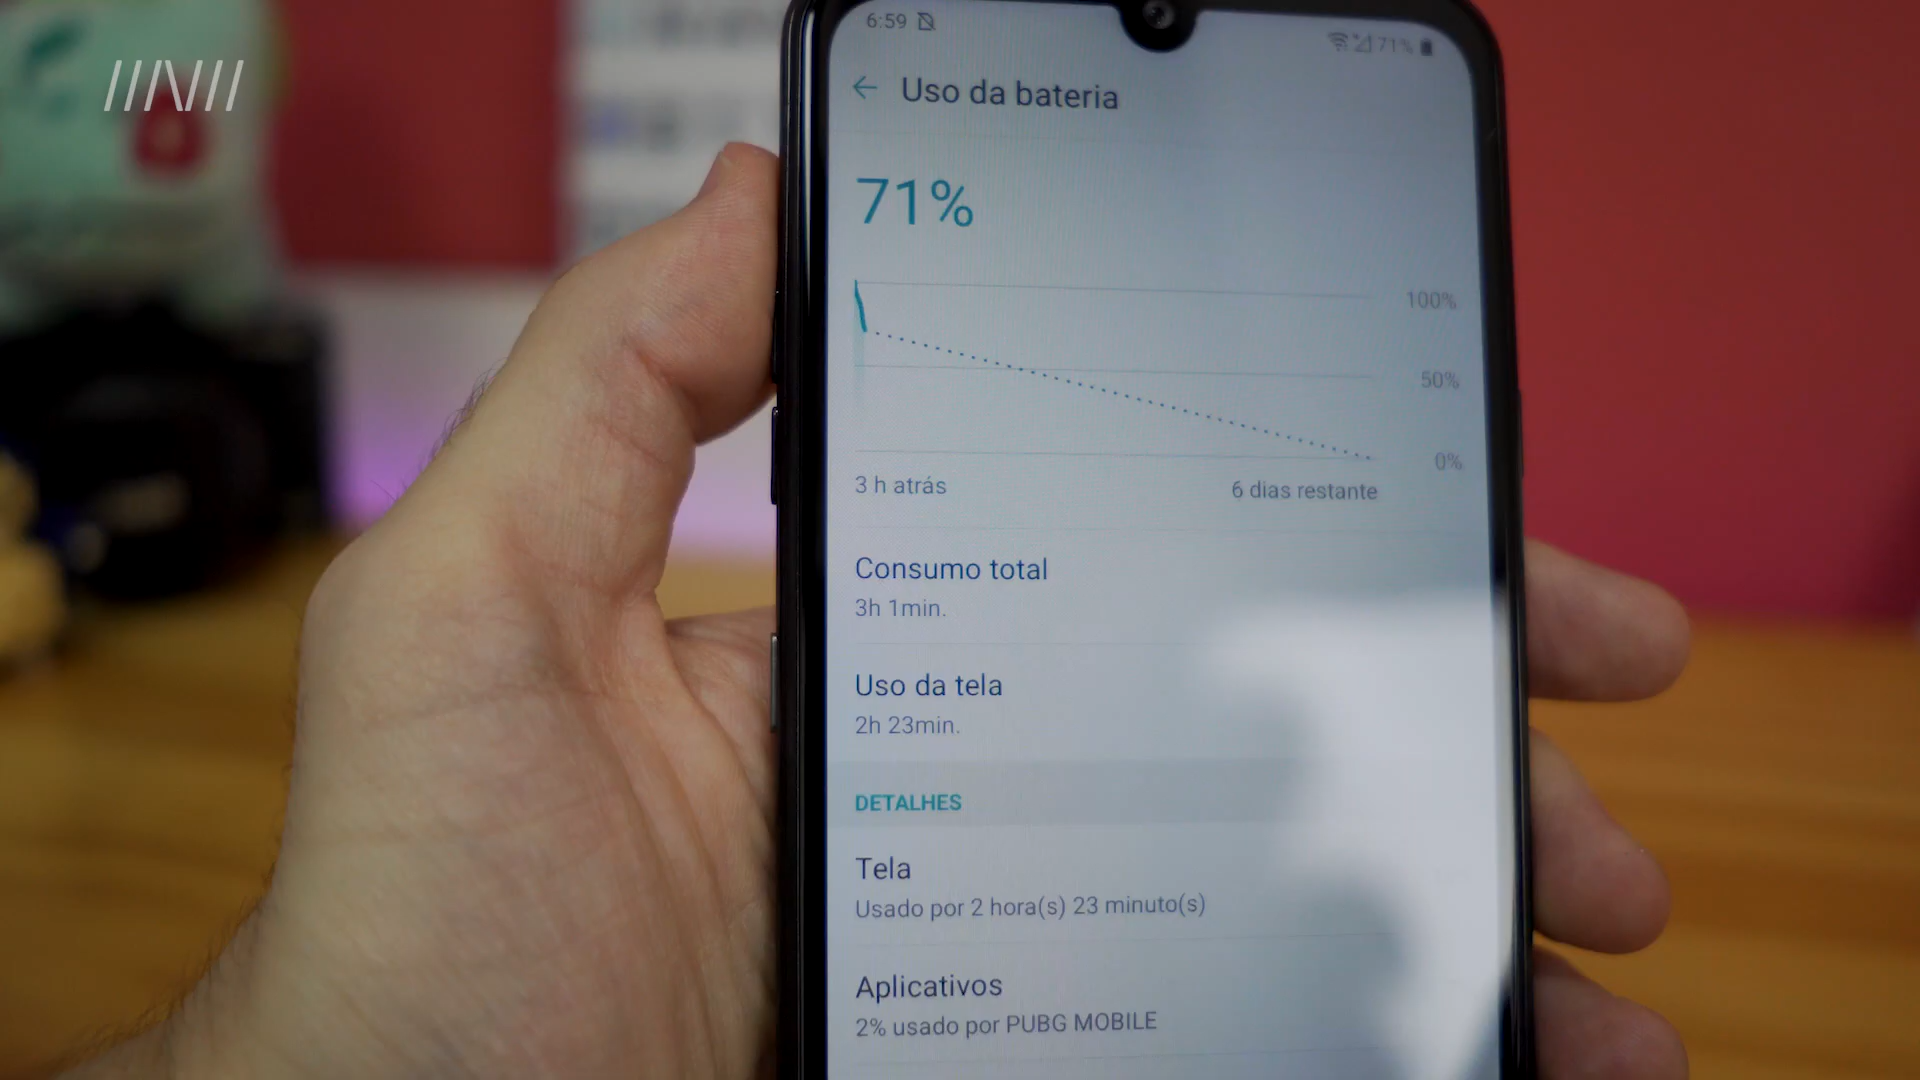 6:59
71%
Uso da bateria
71%
100%
50%
0%
3 h atrás
6 dias restante
Consumo total
3h 1min.
Uso da tela
2h 23min.
DETALHES
Tela
Usado por 2 hora(s) 23 minuto(s)
Aplicativos
2% usado por PUBG MOBILE